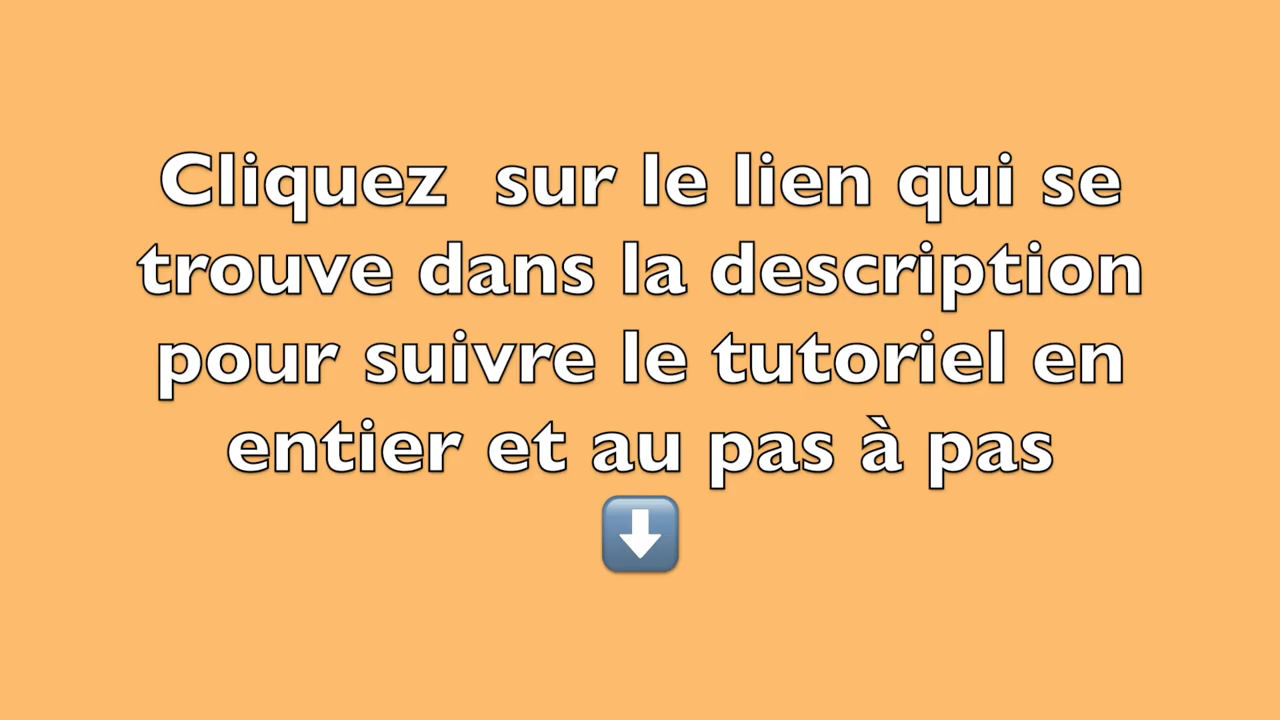 Cliquez  sur le lien qui se
trouve dans la description
pour suivre le tutoriel en
entier et au pas à pas
⬇️